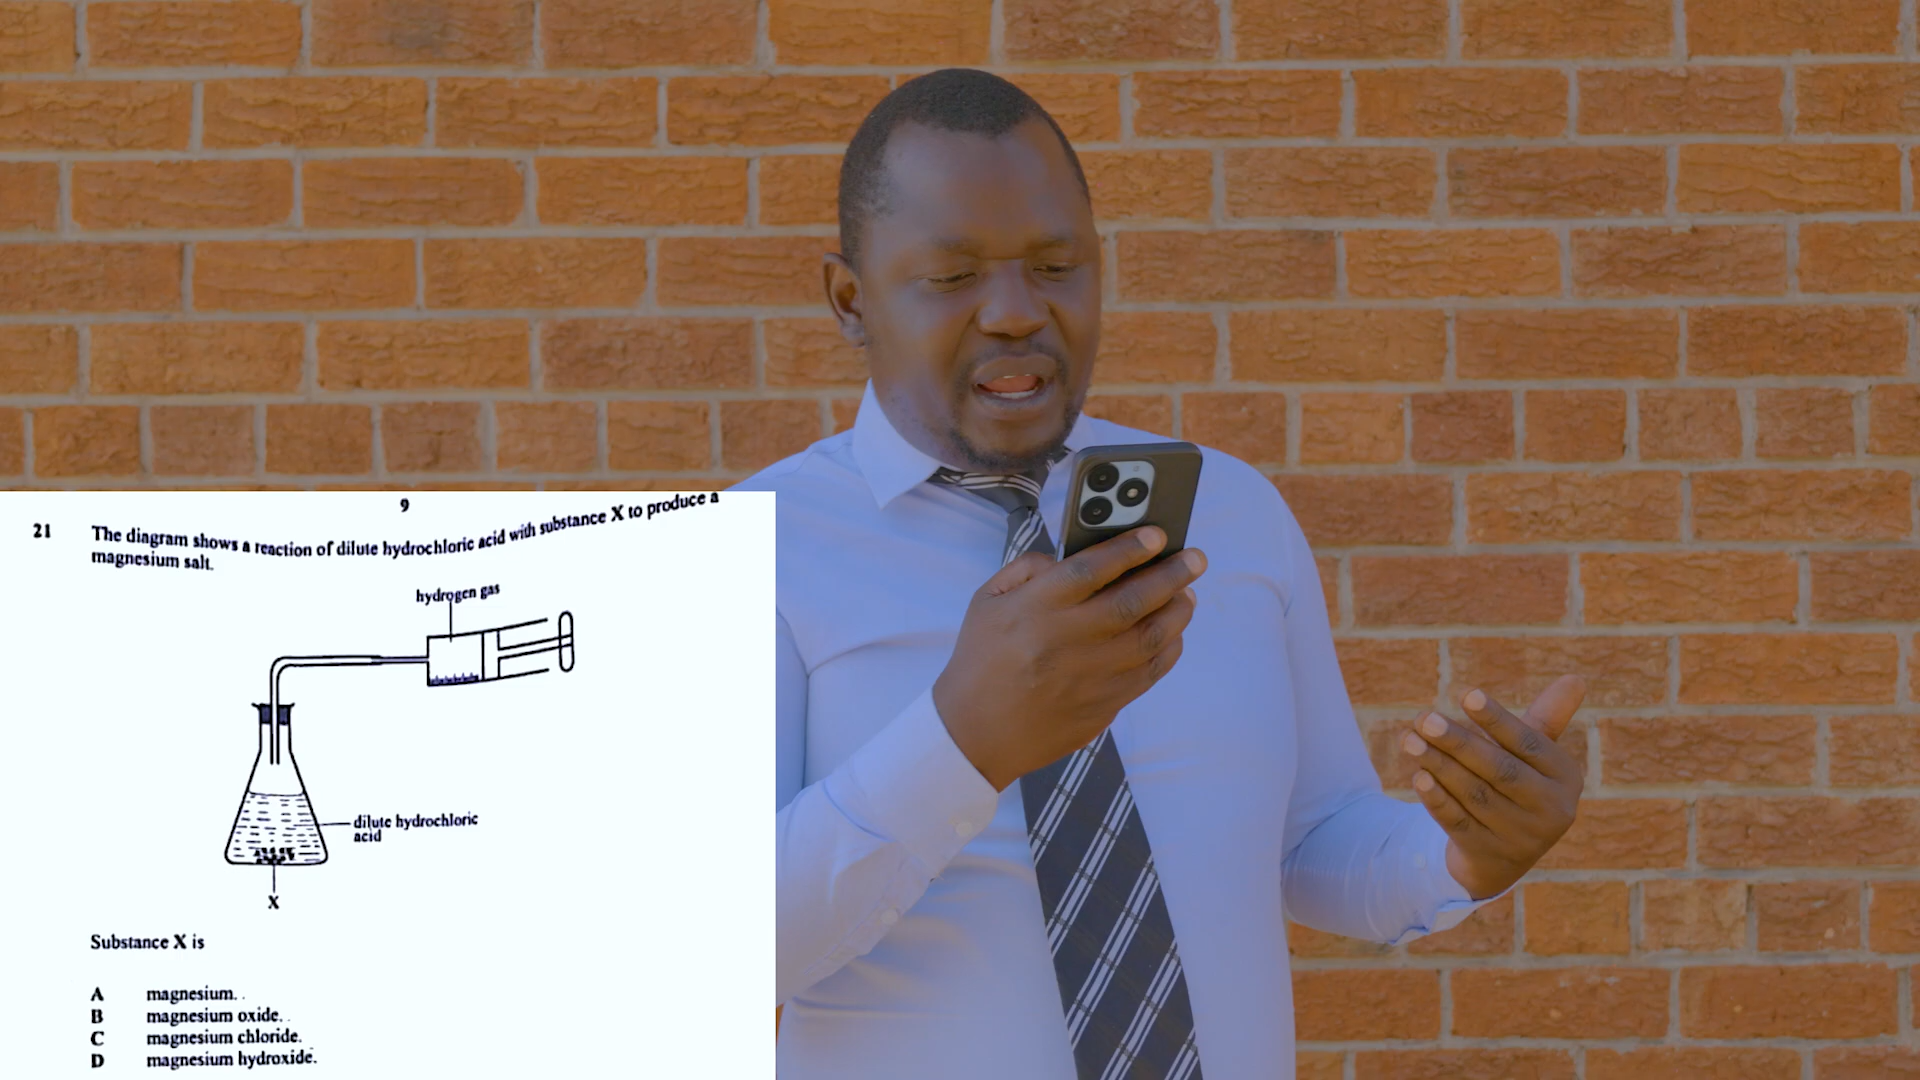 9
21 The diagram shows a reaction of dilute hydrochloric acid with substance X to produce a
magnesium salt.
hydrogen gas
dilute hydrochloric
acid
X
Substance X is
A magnesium.
B magnesium oxide.
C magnesium chloride.
D magnesium hydroxide.